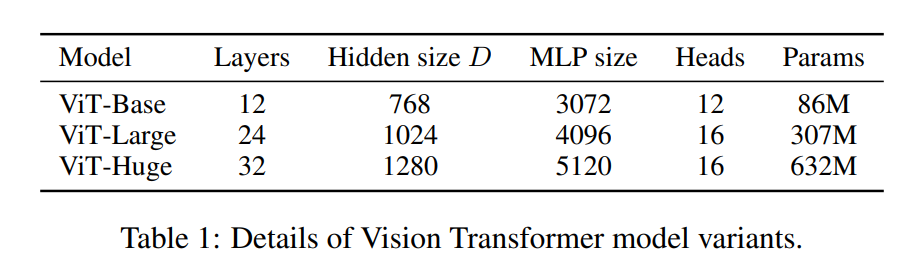 Model Layers Hidden size D MLP size Heads Params
ViT-Base 12 768 3072 12 86M
ViT-Large 24 1024 4096 16 307M
ViT-Huge 32 1280 5120 16 632M
Table 1: Details of Vision Transformer model variants.